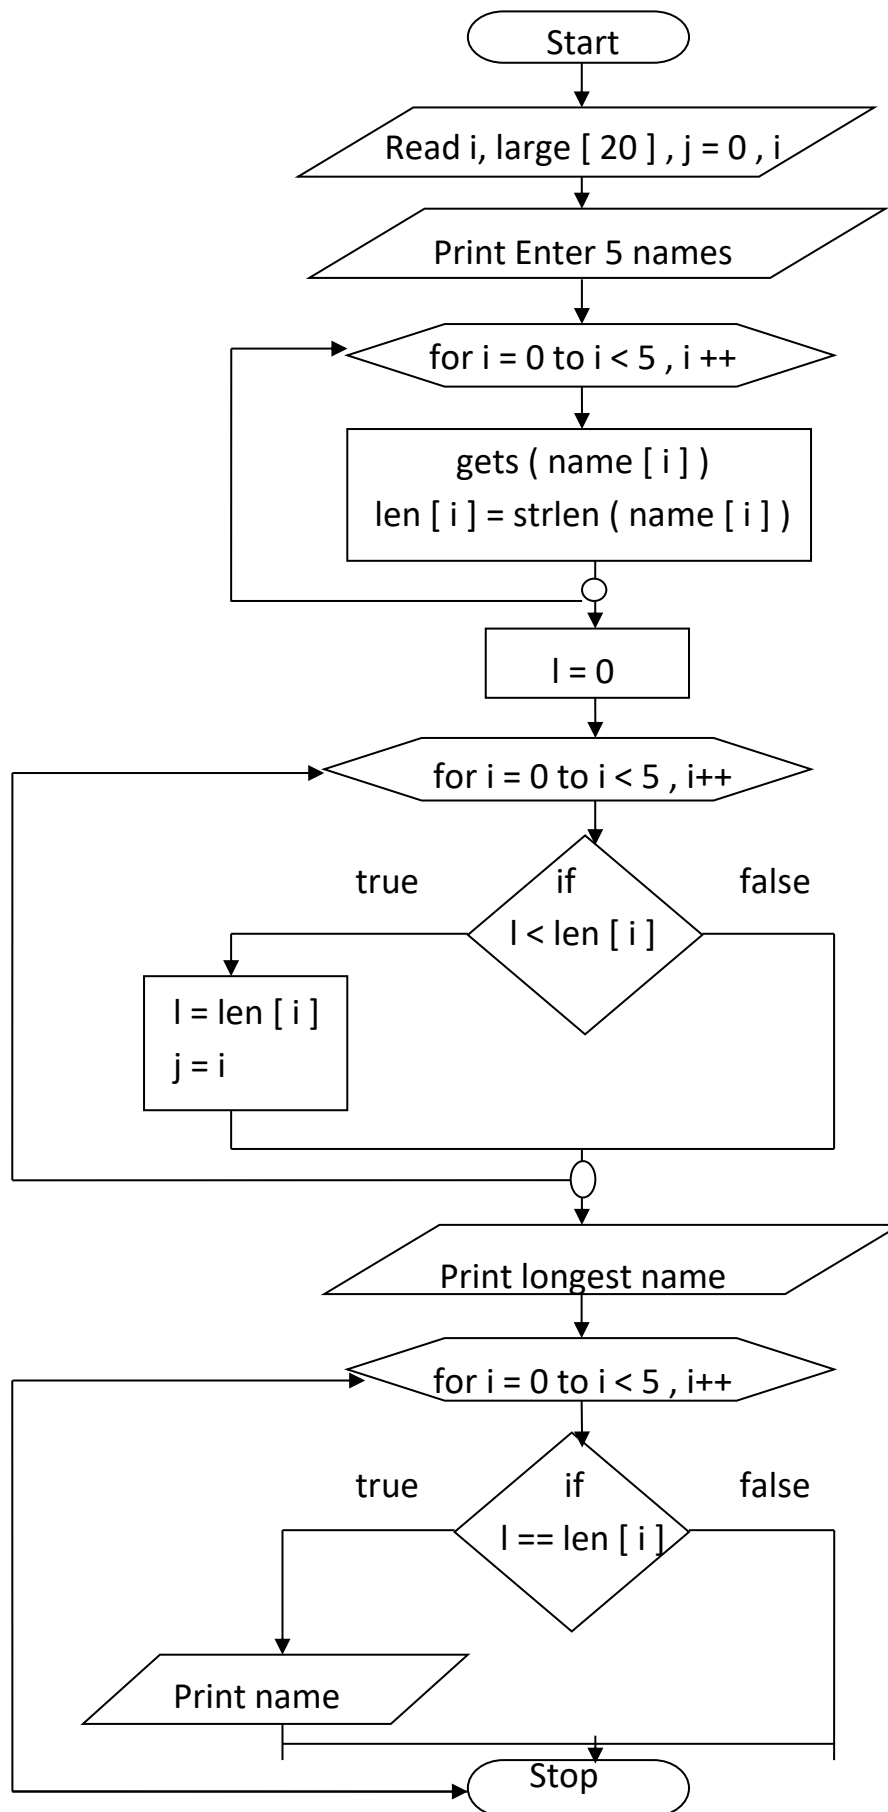 Start
Read i, large [ 20 ] , j = 0 , i
Print Enter 5 names
for i = 0 to i < 5 , i ++
gets ( name [ i ] )
len [ i ] = strlen ( name [ i ] )
l = 0
for i = 0 to i < 5 , i++
true if false
l < len [ i ]
l = len [ i ]
j = i
Print longest name
for i = 0 to i < 5 , i++
true if false
l == len [ i ]
Print name
Stop